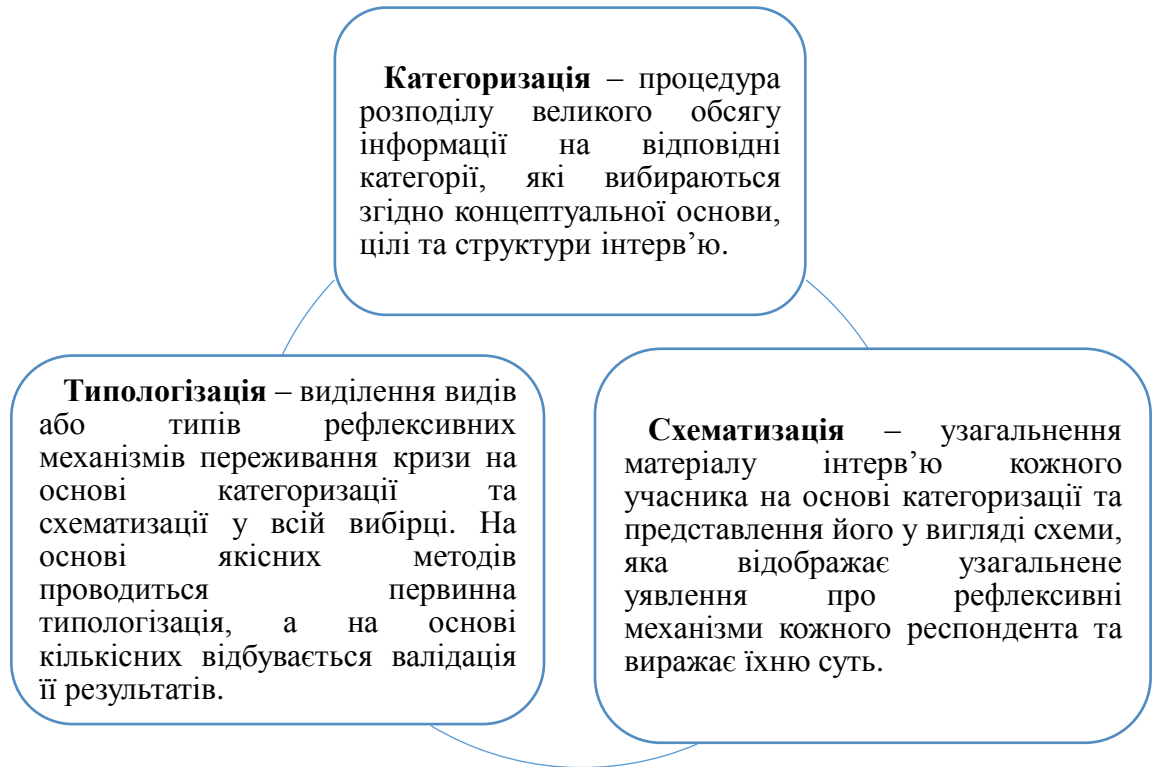 Категоризація – процедура
розподілу великого обсягу
інформації на відповідні
категорії, які вибираються
згідно концептуальної основи,
цілі та структури інтерв’ю.
Типологізація – виділення видів
або типів рефлексивних
механізмів переживання кризи на
основі категоризації та
схематизації у всій вибірці. На
основі якісних методів
проводиться первинна
типологізація, а на основі
кількісних відбувається валідація
її результатів.
Схематизація – узагальнення
матеріалу інтерв’ю кожного
учасника на основі категоризації та
представлення його у вигляді схеми,
яка відображає узагальнене
уявлення про рефлексивні
механізми кожного респондента та
виражає їхню суть.